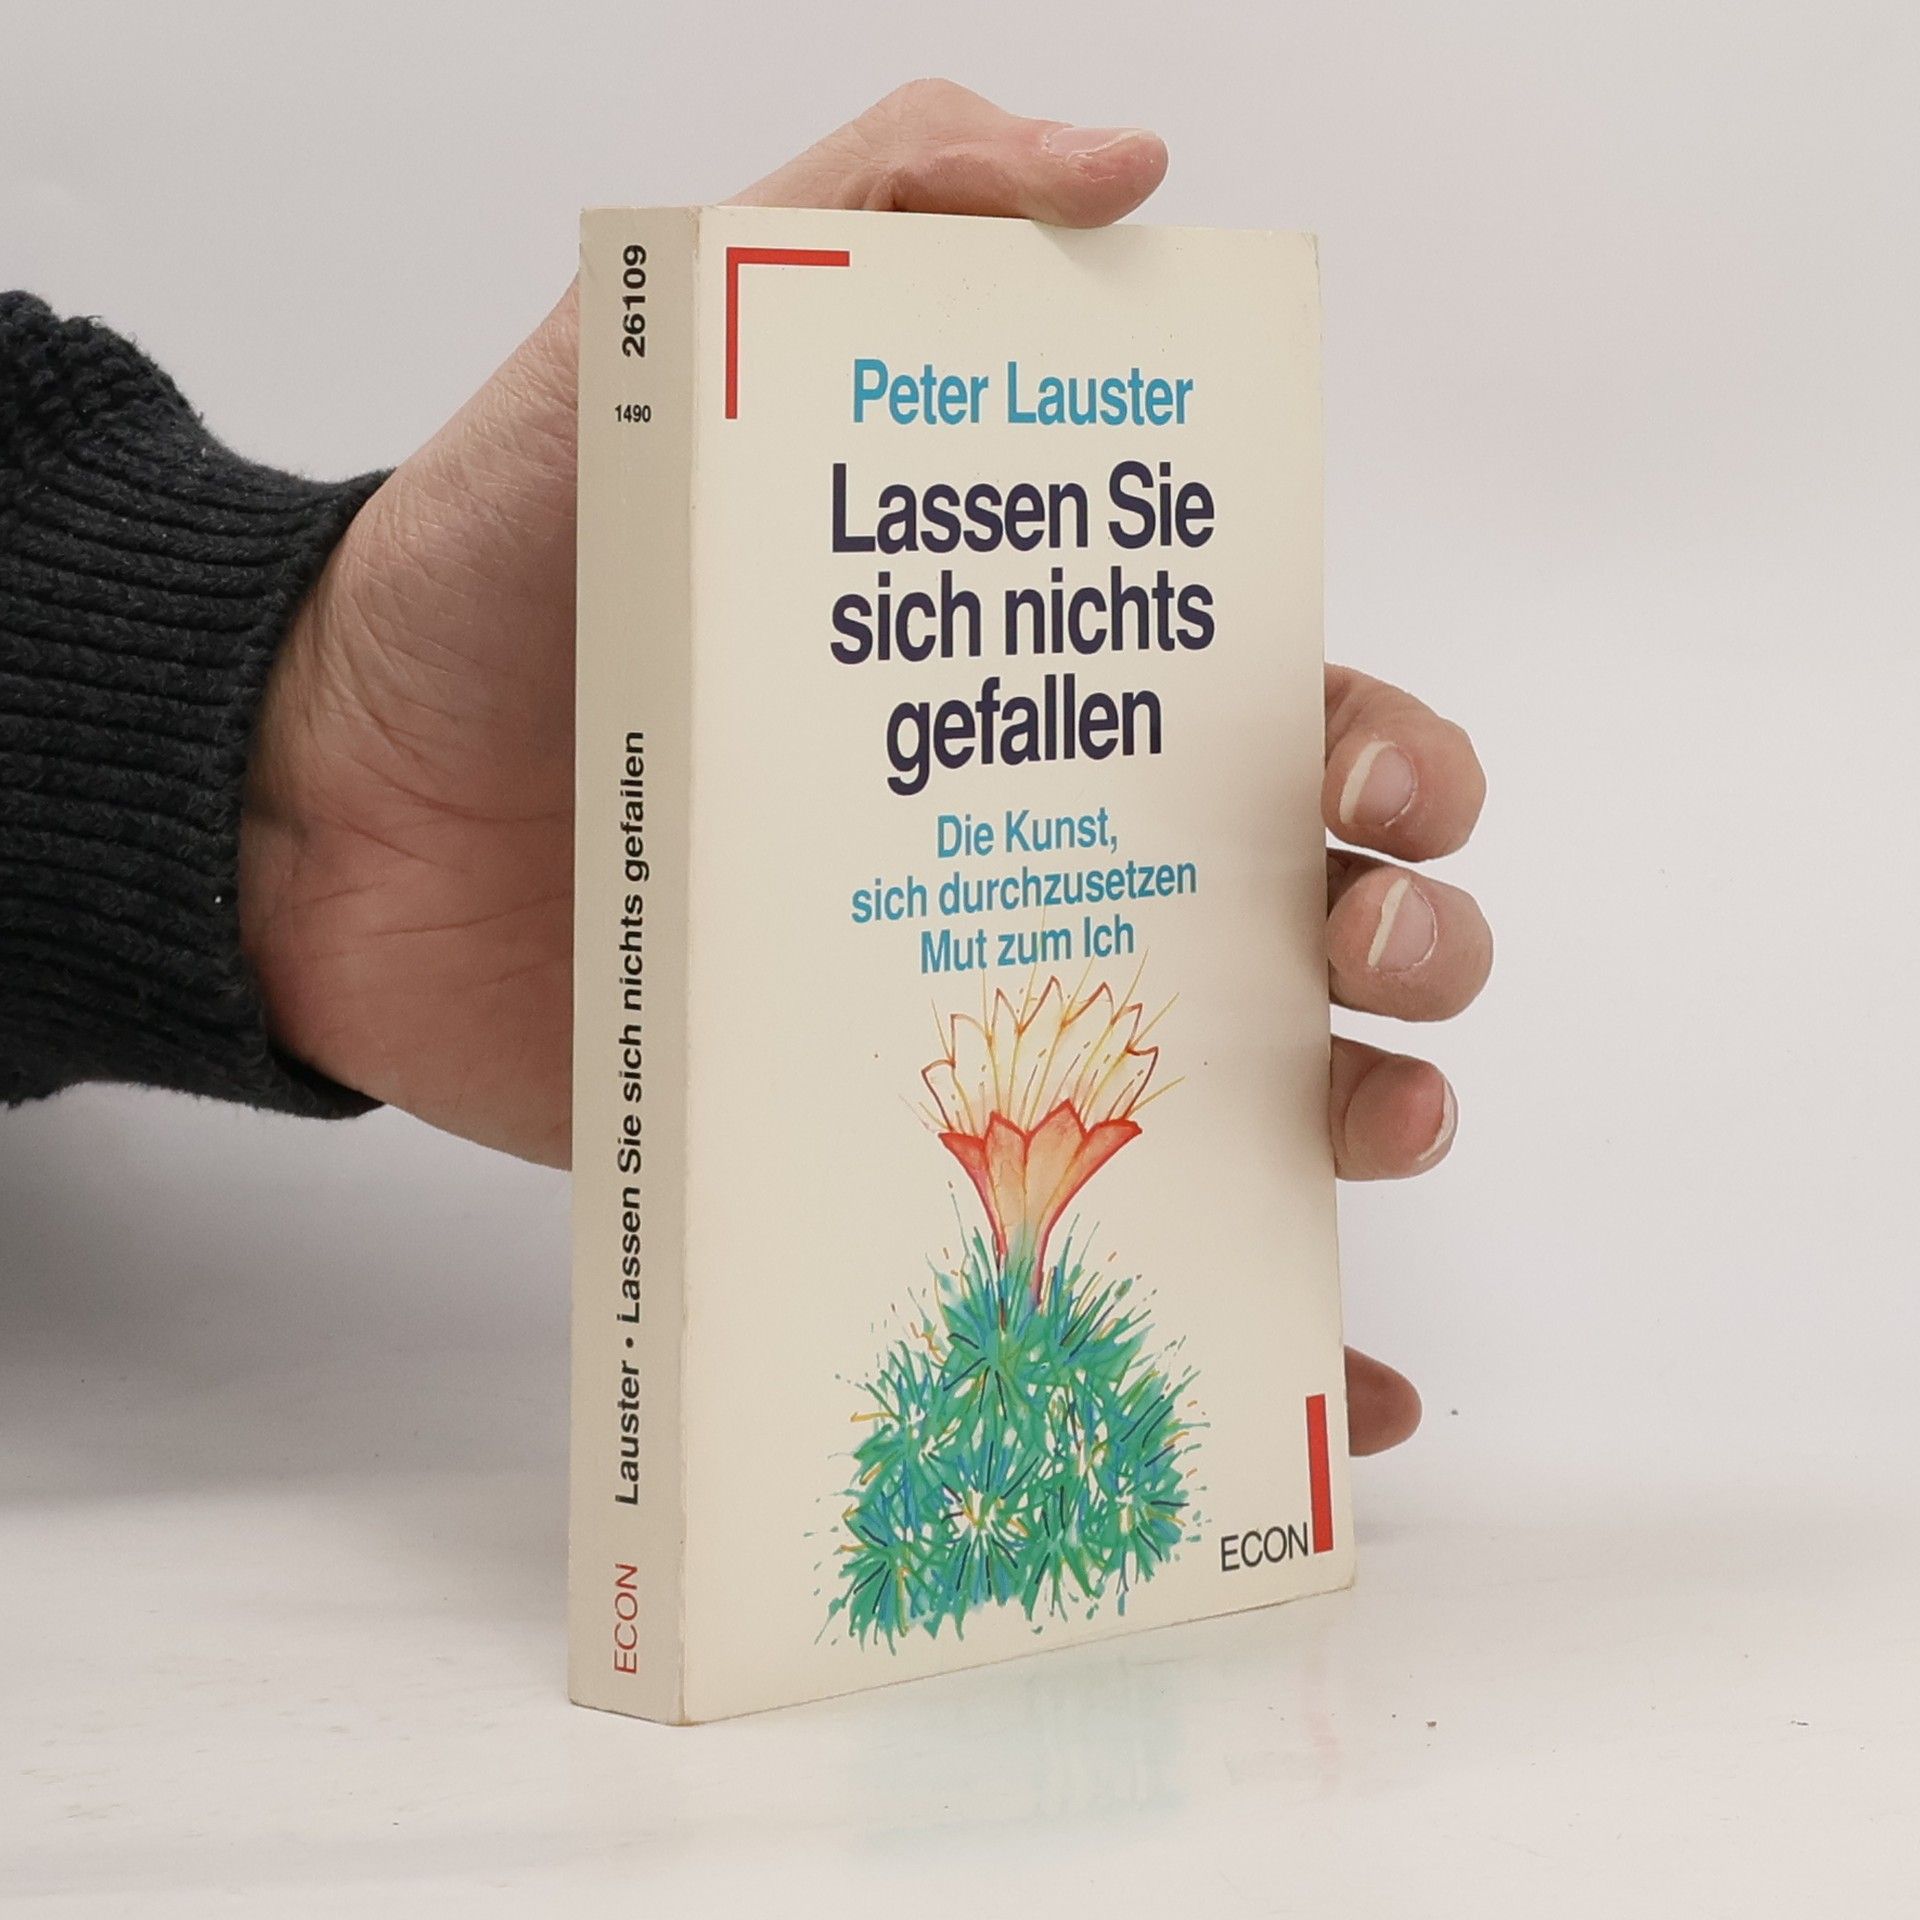 Peter Lauster
Lassen Sie
sich nichts
gefallen
Die Kunst,
sich durchzusetzen
Mut zum Ich
ECON
26109
1490
ECON Lauster • Lassen Sie sich nichts gefallen